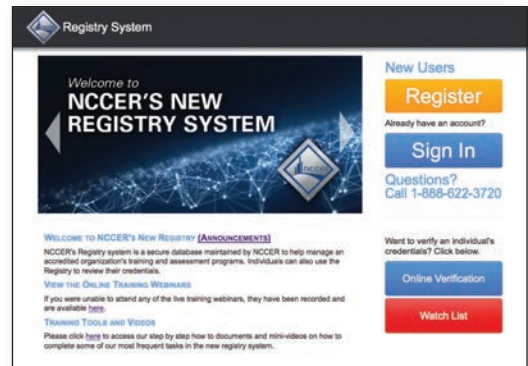 Registry System
Welcome to
NCCER'S NEW
REGISTRY SYSTEM
nccer
WELCOME TO NCCER'S NEW REGISTRY (ANNOUNCEMENTS)
NCCER's Registry system is a secure database maintained by NCCER to help manage an
accredited organization's training and assessment programs. Individuals can also use the
Registry to review their credentials.
VIEW THE ONLINE TRAINING WEBINARS
If you were unable to attend any of the live training webinars, they have been recorded and
are available here.
TRAINING TOOLS AND VIDEOS
Please click here to access our step by step how to documents and mini-videos on how to
complete some of our most frequent tasks in the new registry system.
New Users
Register
Already have an account?
Sign In
Questions?
Call 1-888-622-3720
Want to verify an individual's
credentials? Click below.
Online Verification
Watch List